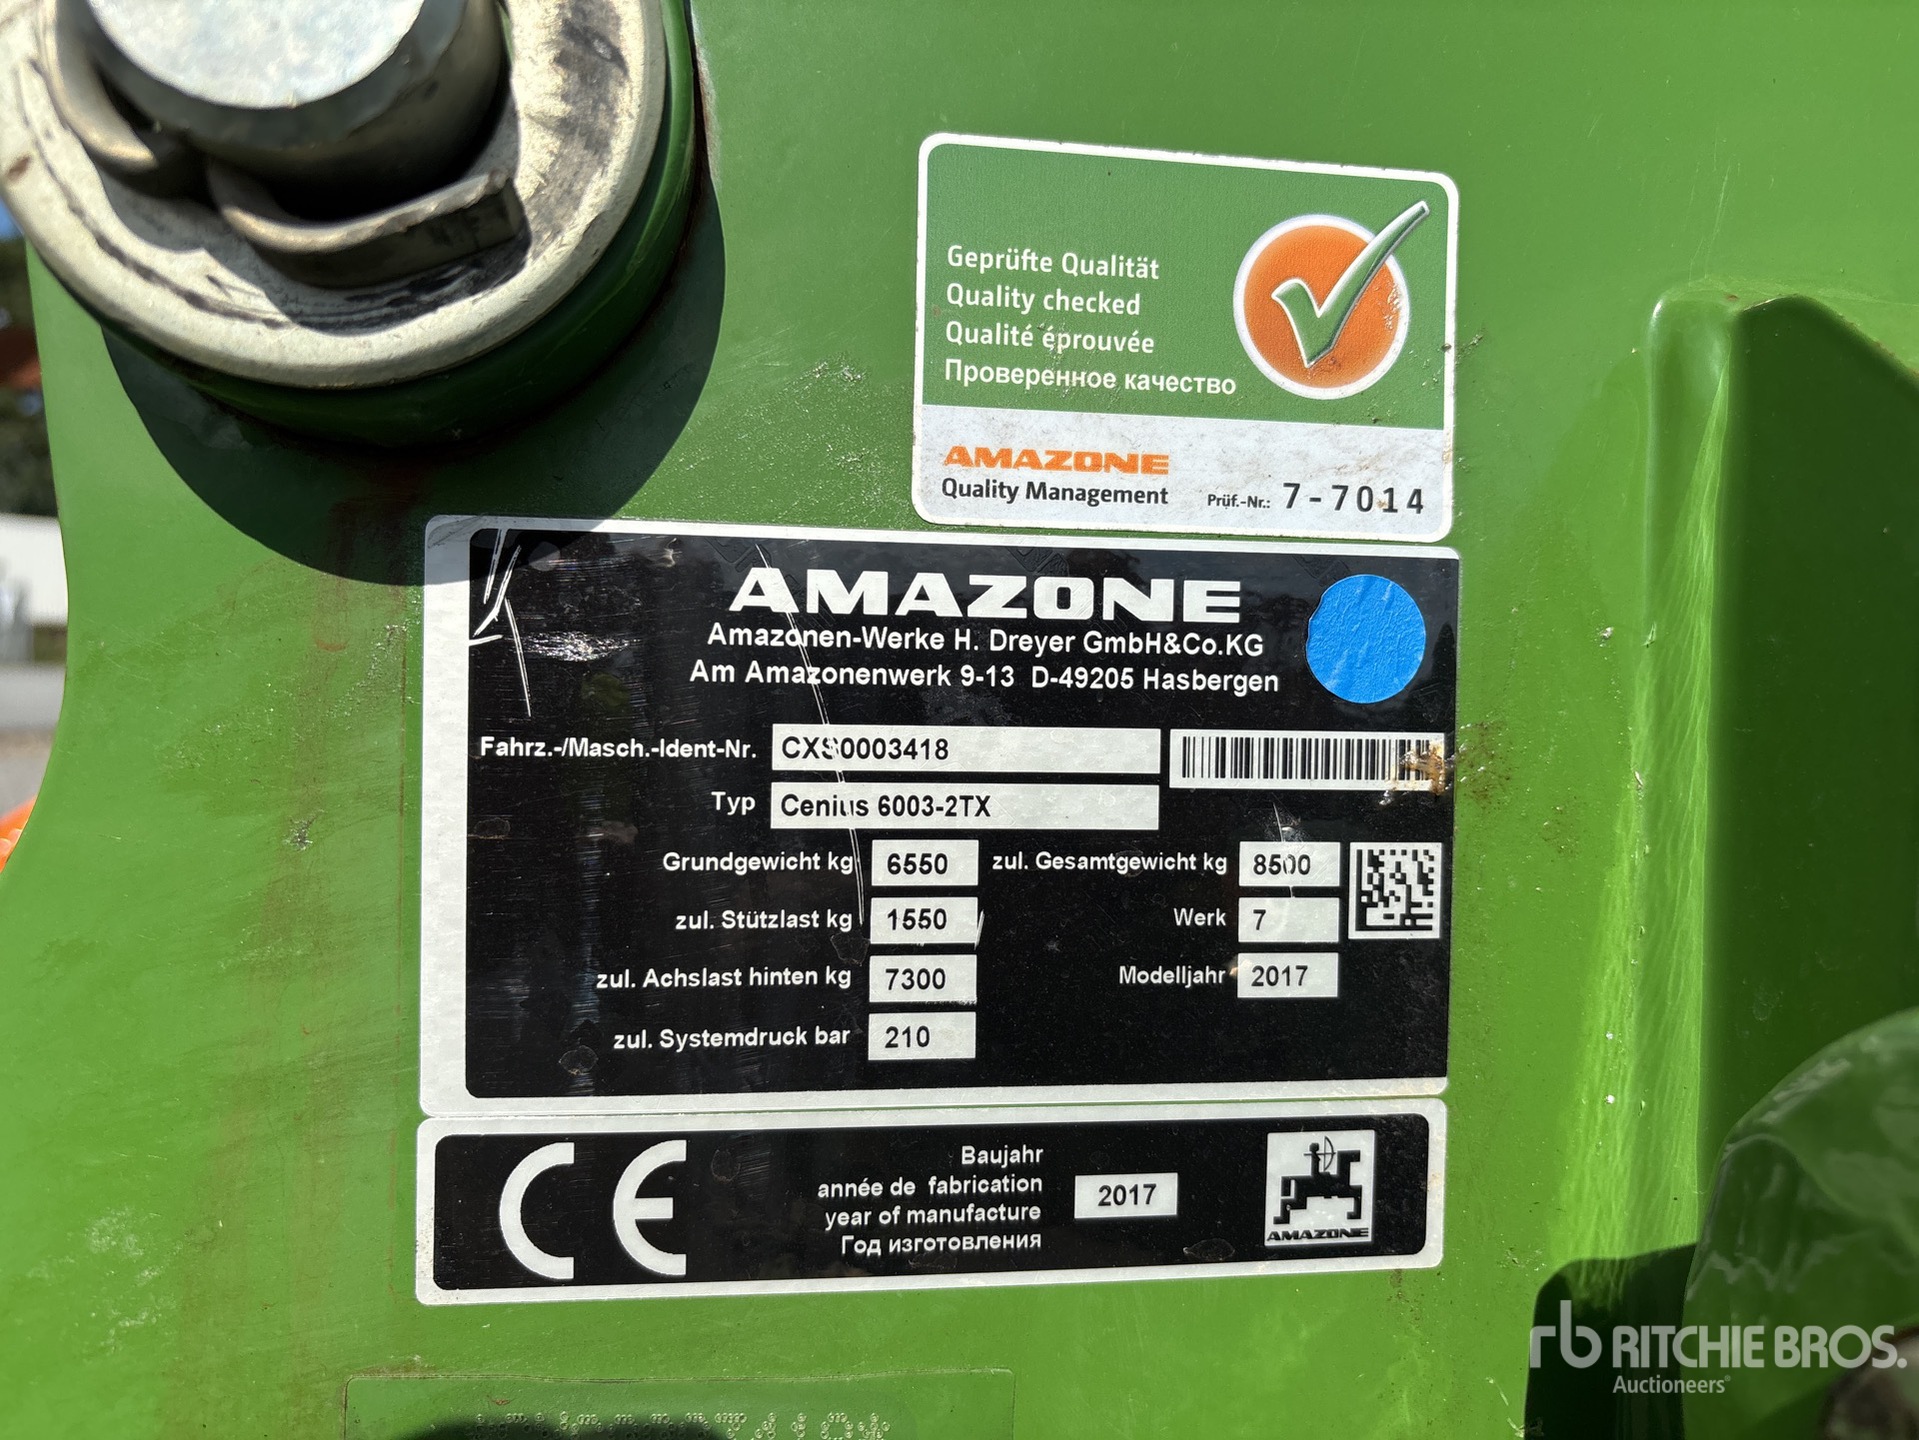 Geprüfte Qualität
Quality checked
Qualité éprouvée
Проверенное качество
AMAZONE
Quality Management
Prüf.-Nr.: 7-7014
AMAZONE
Amazonen-Werke H. Dreyer GmbH&Co.KG
Am Amazonenwerk 9-13 D-49205 Hasbergen
Fahrz.-/Masch.-Ident-Nr. CXS0003418
Typ Cenius 6003-2TX
Grundgewicht kg 6550 zul. Gesamtgewicht kg 8500
zul. Stützlast kg 1550 Werk 7
zul. Achslast hinten kg 7300 Modelljahr 2017
zul. Systemdruck bar 210
CE
Baujahr
année de fabrication
year of manufacture
Год изготовления
2017
AMAZONE
rb RITCHIE BROS.
Auctioneers®